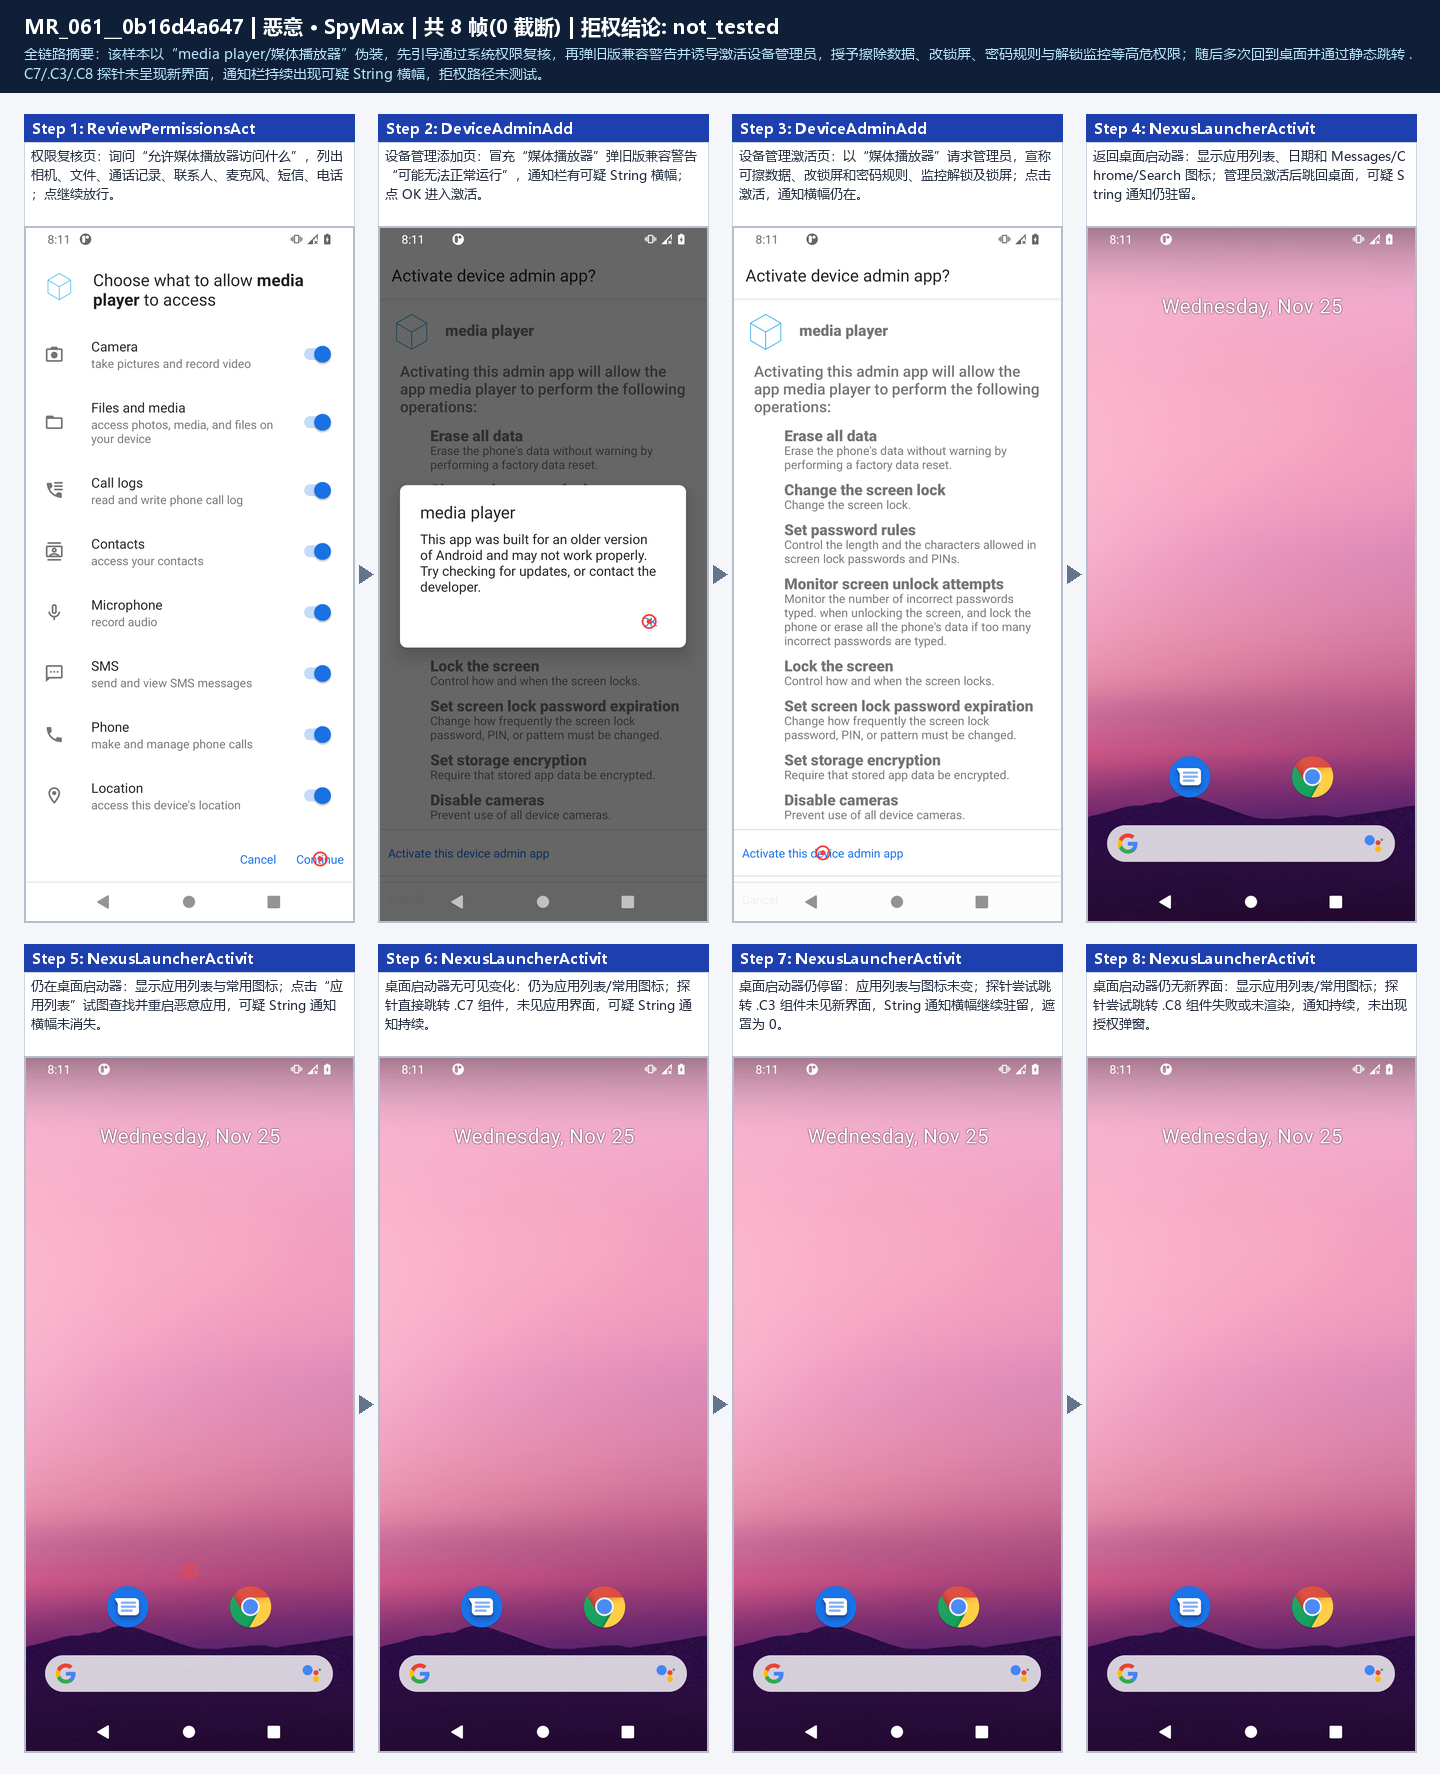 MR_061__0b16d4a647 | 恶意 • SpyMax | 共 8 帧(0 截断) | 拒权结论: not_tested
全链路摘要：该样本以“media player/媒体播放器”伪装，先引导通过系统权限复核，再弹旧版兼容警告并诱导激活设备管理员，授予擦除数据、改锁屏、密码规则与解锁监控等高危权限；随后多次回到桌面并通过静态跳转 .
C7/.C3/.C8 探针未呈现新界面，通知栏持续出现可疑 String 横幅，拒权路径未测试。
Step 1: ReviewPermissionsAct
权限复核页：询问“允许媒体播放器访问什么”，列出
相机、文件、通话记录、联系人、麦克风、短信、电话
；点继续放行。
8:11
Choose what to allow media
player to access
Camera
take pictures and record video
Files and media
access photos, media, and files on
your device
Call logs
read and write phone call log
Contacts
access your contacts
Microphone
record audio
SMS
send and view SMS messages
Phone
make and manage phone calls
Location
access this device's location
Cancel
Continue
Step 2: DeviceAdminAdd
设备管理添加页：冒充“媒体播放器”弹旧版兼容警告
“可能无法正常运行”，通知栏有可疑 String 横幅；
点 OK 进入激活。
8:11
Activate device admin app?
media player
Activating this admin app will allow the
app media player to perform the following
operations:
Erase all data
Erase the phone's data without warning by
performing a factory data reset.
media player
This app was built for an older version
of Android and may not work properly.
Try checking for updates, or contact the
developer.
Lock the screen
Control how and when the screen locks.
Set screen lock password expiration
Change how frequently the screen lock
password, PIN, or pattern must be changed.
Set storage encryption
Require that stored app data be encrypted.
Disable cameras
Prevent use of all device cameras.
Activate this device admin app
Cancel
Step 3: DeviceAdminAdd
设备管理激活页：以“媒体播放器”请求管理员，宣称
可擦数据、改锁屏和密码规则、监控解锁及锁屏；点击
激活，通知横幅仍在。
8:11
Activate device admin app?
media player
Activating this admin app will allow the
app media player to perform the following
operations:
Erase all data
Erase the phone's data without warning by
performing a factory data reset.
Change the screen lock
Change the screen lock.
Set password rules
Control the length and the characters allowed in
screen lock passwords and PINs.
Monitor screen unlock attempts
Monitor the number of incorrect passwords
typed. when unlocking the screen, and lock the
phone or erase all the phone's data if too many
incorrect passwords are typed.
Lock the screen
Control how and when the screen locks.
Set screen lock password expiration
Change how frequently the screen lock
password, PIN, or pattern must be changed.
Set storage encryption
Require that stored app data be encrypted.
Disable cameras
Prevent use of all device cameras.
Activate this device admin app
Cancel
Step 4: NexusLauncherActivit
返回桌面启动器：显示应用列表、日期和 Messages/C
hrome/Search 图标；管理员激活后跳回桌面，可疑 S
tring 通知仍驻留。
8:11
Wednesday, Nov 25
Step 5: NexusLauncherActivit
仍在桌面启动器：显示应用列表与常用图标；点击“应
用列表”试图查找并重启恶意应用，可疑 String 通知
横幅未消失。
8:11
Wednesday, Nov 25
Step 6: NexusLauncherActivit
桌面启动器无可见变化：仍为应用列表/常用图标；探
针直接跳转 .C7 组件，未见应用界面，可疑 String 通
知持续。
8:11
Wednesday, Nov 25
Step 7: NexusLauncherActivit
桌面启动器仍停留：应用列表与图标未变；探针尝试跳
转 .C3 组件未见新界面，String 通知横幅继续驻留，遮
罩为 0。
8:11
Wednesday, Nov 25
Step 8: NexusLauncherActivit
桌面启动器仍无新界面：显示应用列表/常用图标；探
针尝试跳转 .C8 组件失败或未渲染，通知持续，未出现
授权弹窗。
8:11
Wednesday, Nov 25